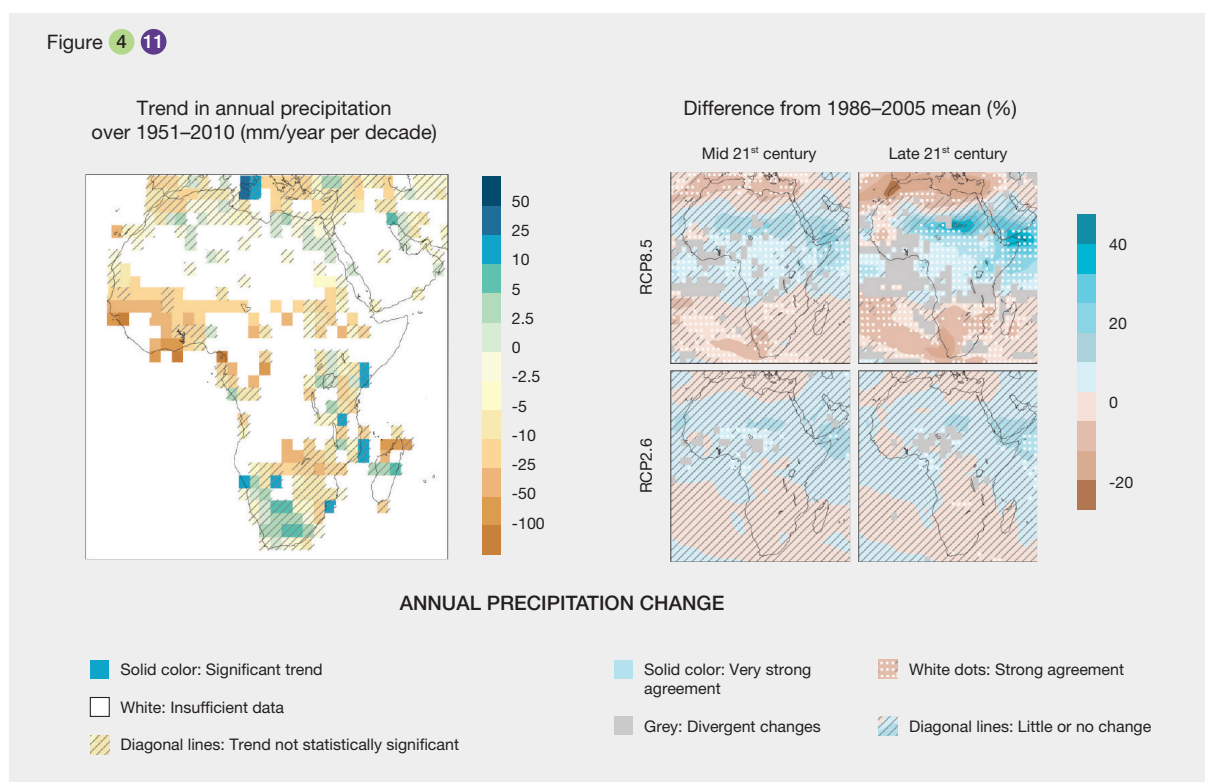 Figure 4 11
Trend in annual precipitation
over 1951–2010 (mm/year per decade)
50
25
10
5
2.5
0
-2.5
-5
-10
-25
-50
-100
Difference from 1986–2005 mean (%)
Mid 21st century
Late 21st century
RCP8.5
RCP2.6
40
20
0
-20
ANNUAL PRECIPITATION CHANGE
Solid color: Significant trend
White: Insufficient data
Diagonal lines: Trend not statistically significant
Solid color: Very strong
agreement
Grey: Divergent changes
White dots: Strong agreement
Diagonal lines: Little or no change